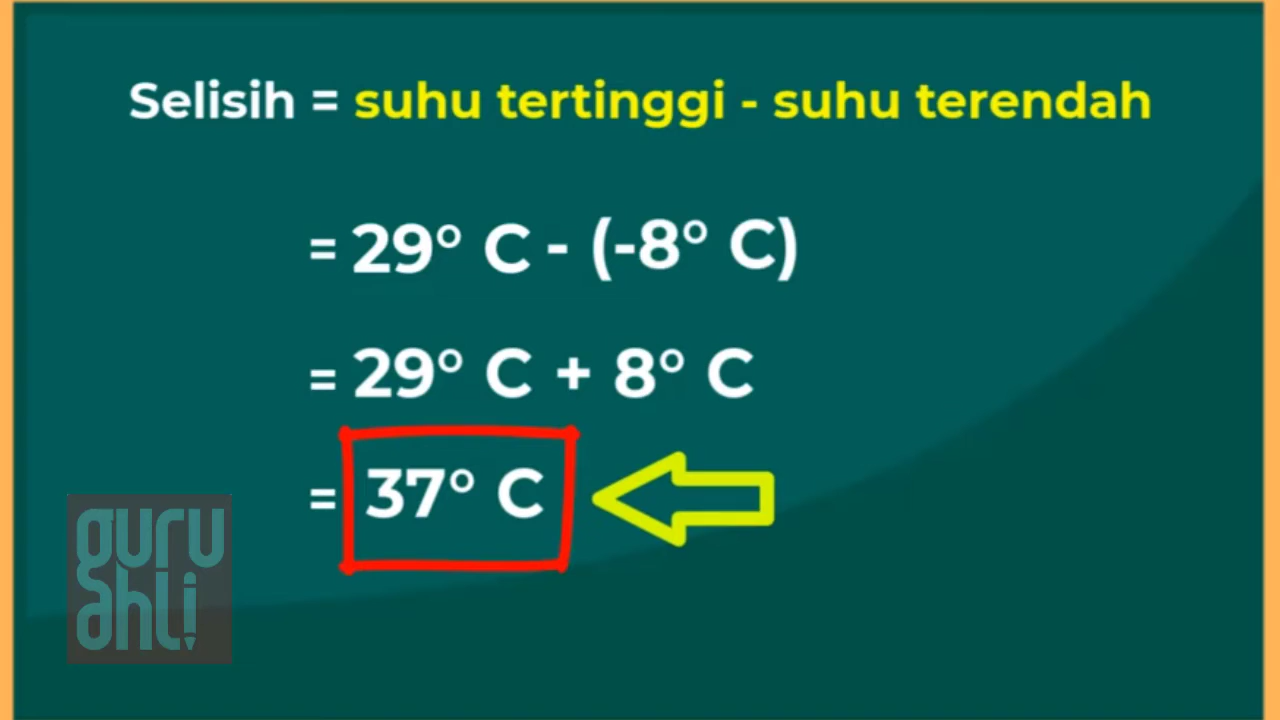 Selisih = suhu tertinggi - suhu terendah
= 29° C - (-8° C)
= 29° C + 8° C
= 37° C
guru
ahli